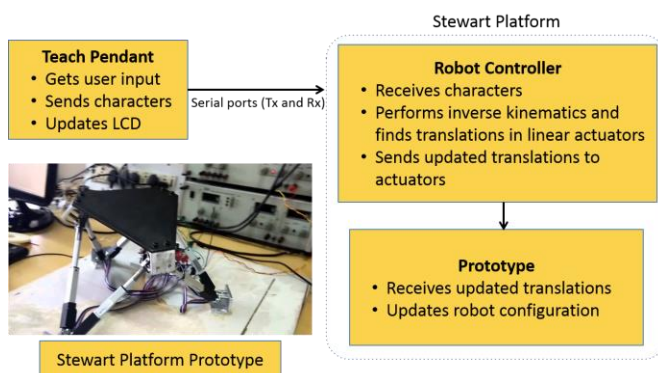 Stewart Platform
Teach Pendant
• Gets user input
• Sends characters
• Updates LCD
Serial ports (Tx and Rx)
Robot Controller
• Receives characters
• Performs inverse kinematics and
finds translations in linear actuators
• Sends updated translations to
actuators
Prototype
• Receives updated translations
• Updates robot configuration
Stewart Platform Prototype